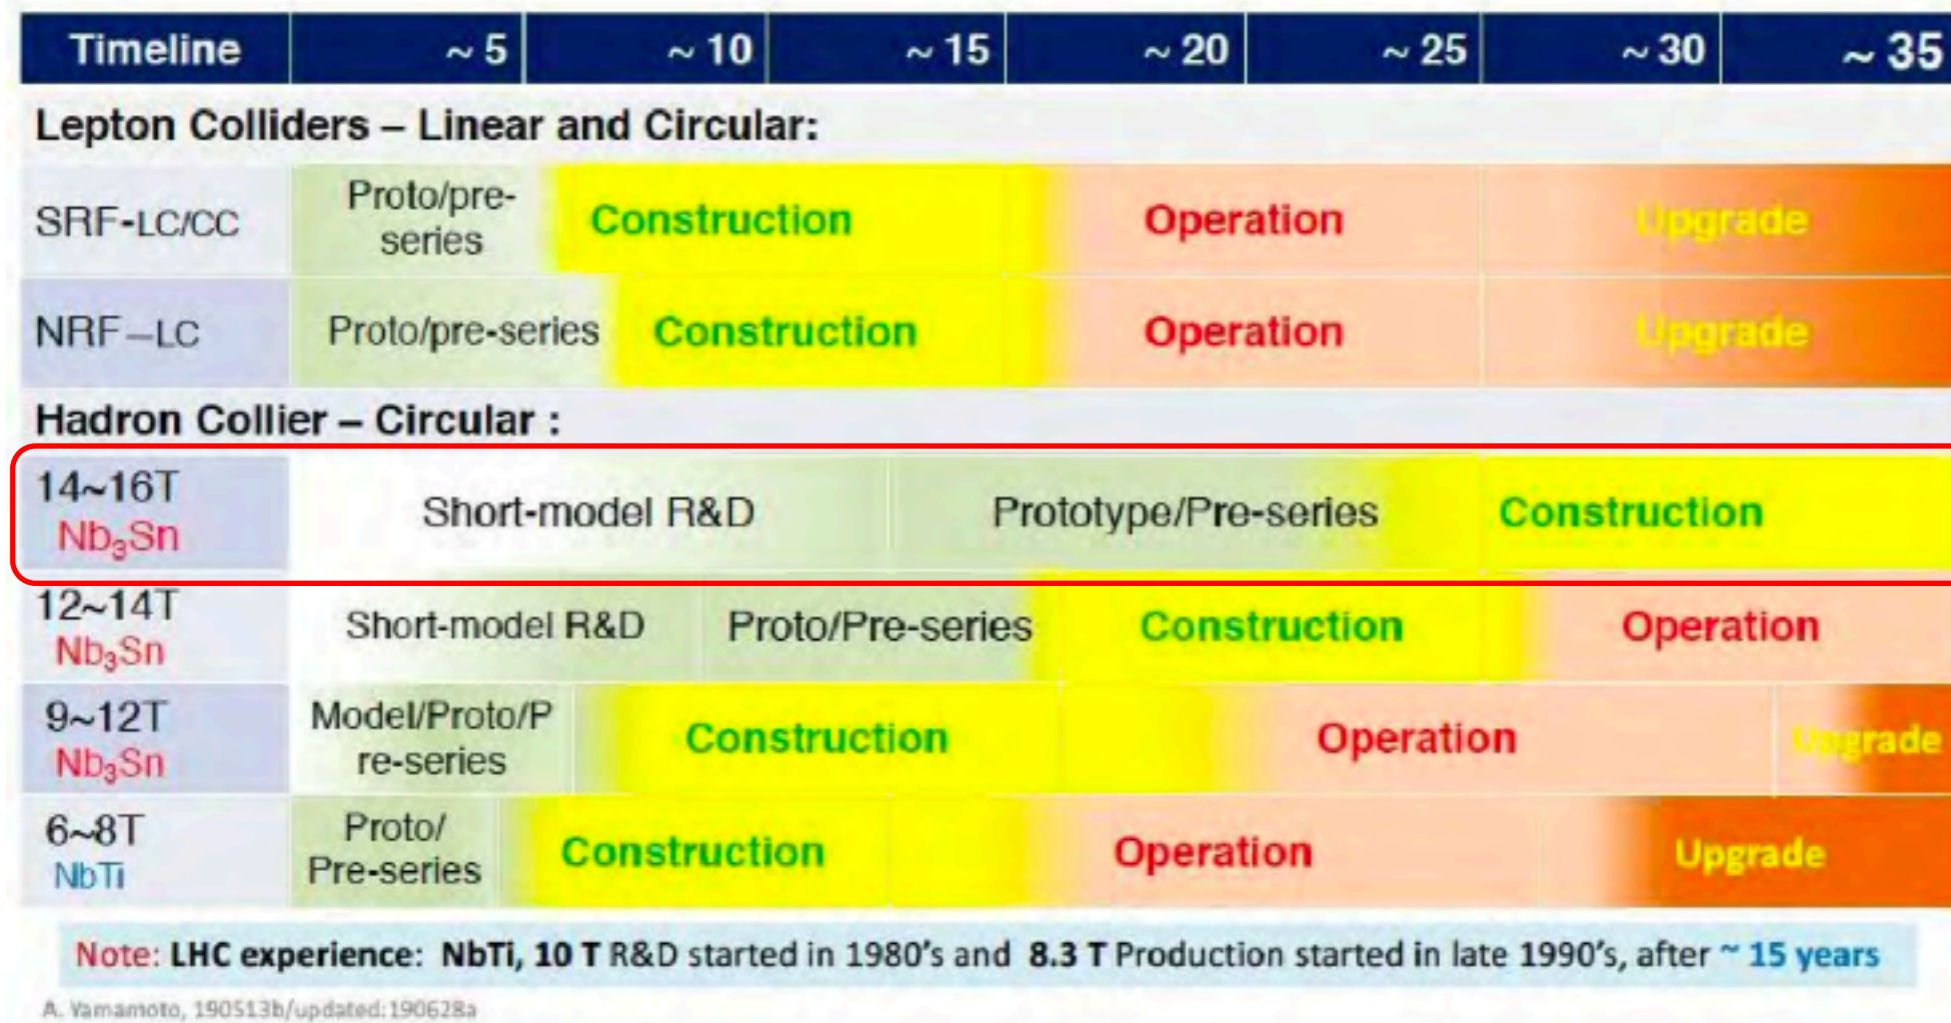 Timeline ~ 5 ~ 10 ~ 15 ~ 20 ~ 25 ~ 30 ~ 35
Lepton Colliders – Linear and Circular:
SRF-LC/CC
Proto/pre-
series
Construction
Operation
Upgrade
NRF–LC
Proto/pre-series
Construction
Operation
Upgrade
Hadron Collier – Circular :
14~16T
Nb₃Sn
Short-model R&D
Prototype/Pre-series
Construction
12~14T
Nb₃Sn
Short-model R&D
Proto/Pre-series
Construction
Operation
9~12T
Nb₃Sn
Model/Proto/P
re-series
Construction
Operation
Upgrade
6~8T
NbTi
Proto/
Pre-series
Construction
Operation
Upgrade
Note: LHC experience: NbTi, 10 T R&D started in 1980's and 8.3 T Production started in late 1990's, after ~ 15 years
A. Yamamoto, 190513b/updated:190628a